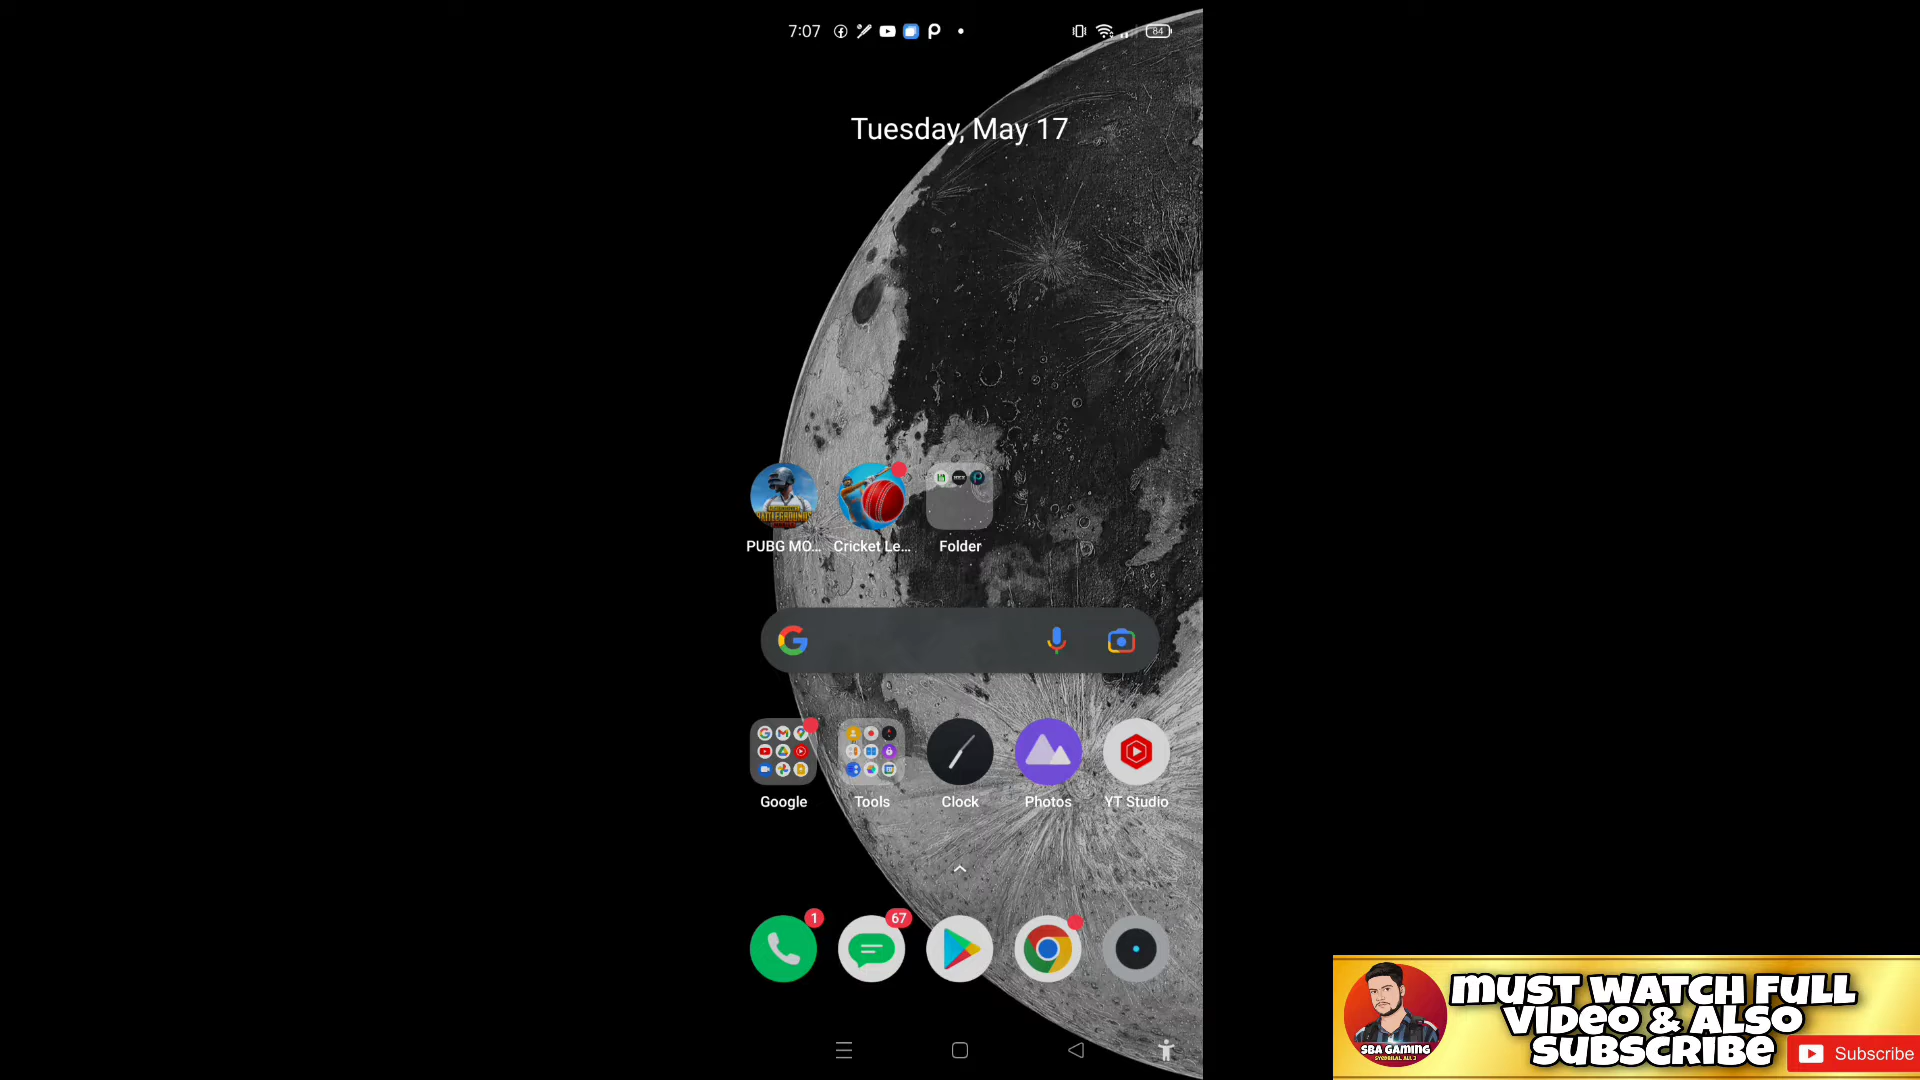 7:07
84
Tuesday, May 17
BATTLEGROUNDS
PUBG MO...
Cricket Le...
Folder
Google
Tools
Clock
Photos
YT Studio
1
67
MUST WATCH FULL
VIDEO & ALSO
SUBSCRIBE
SBA GAMING
Subscribe